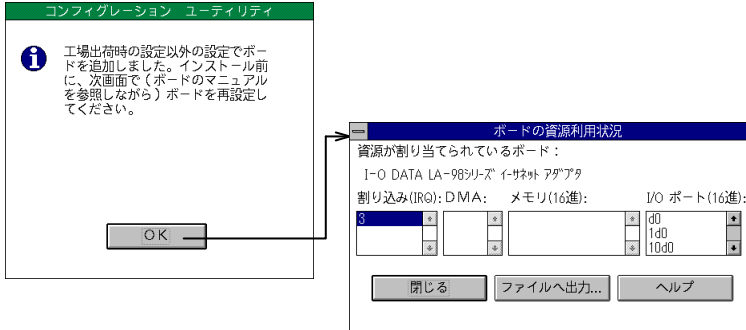 コンフィグレーション ユーティリティ
工場出荷時の設定以外の設定でボー
ドを追加しました。インストール前
に、次画面で（ボードのマニュアル
を参照しながら）ボードを再設定し
てください。
OK
ボードの資源利用状況
資源が割り当てられているボード：
I-O DATA LA-98ｼﾘｰｽﾞ ｲｰｻﾈｯﾄ ｱﾀﾞﾌﾟﾀ
割り込み(IRQ): DMA: メモリ(16進): I/O ポート(16進):
3
d0
1d0
10d0
閉じる ファイルへ出力... ヘルプ